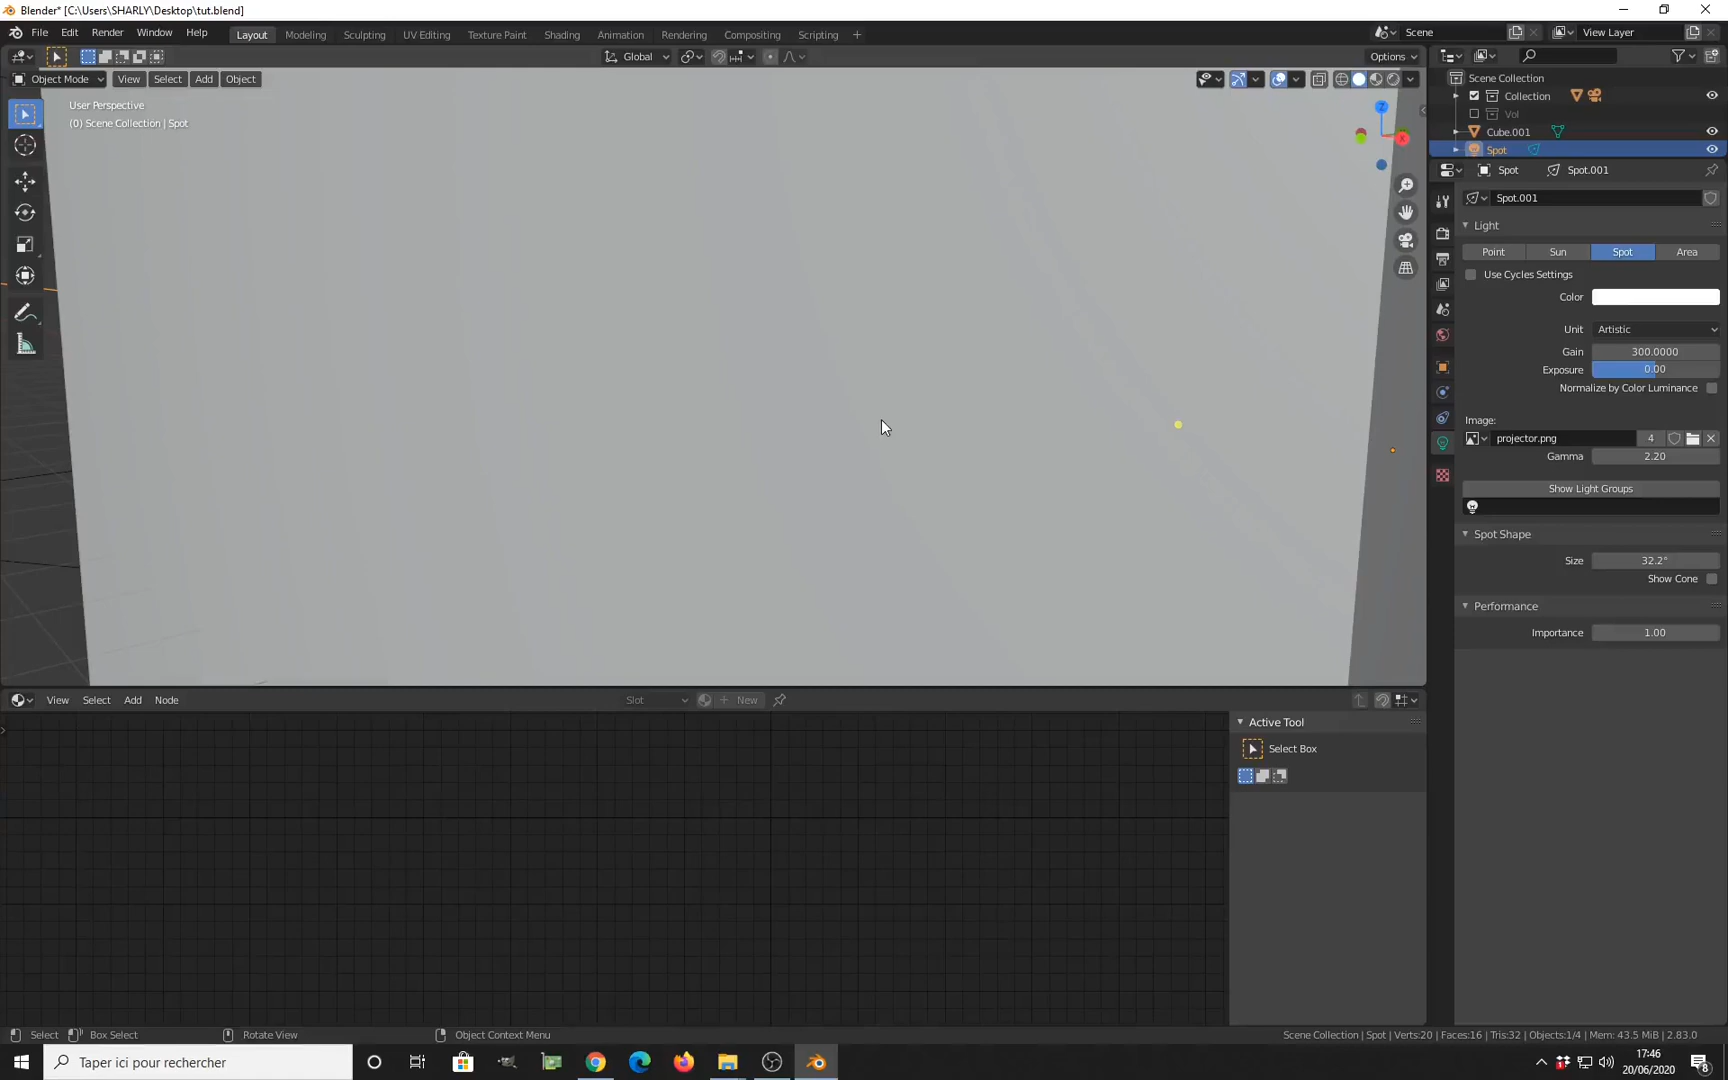 Blender* [C:\Users\SHARLY\Desktop\tut.blend]
File Edit Render Window Help Layout Modeling Sculpting UV Editing Texture Paint Shading Animation Rendering Compositing Scripting + Scene View Layer
Global Options
Object Mode View Select Add Object
User Perspective
(0) Scene Collection | Spot
Z
X
Scene Collection
Collection
Vol
Cube.001
Spot
Spot Spot.001
Spot.001
Light
Point Sun Spot Area
Use Cycles Settings
Color
Unit Artistic
Gain 300.0000
Exposure 0.00
Normalize by Color Luminance
Image:
projector.png 4
Gamma 2.20
Show Light Groups
Spot Shape
Size 32.2°
Show Cone
Performance
Importance 1.00
View Select Add Node Slot New
Active Tool
Select Box
Select Box Select Rotate View Object Context Menu Scene Collection | Spot | Verts:20 | Faces:16 | Tris:32 | Objects:1/4 | Mem: 43.5 MiB | 2.83.0
Taper ici pour rechercher
17:46
20/06/2020
8